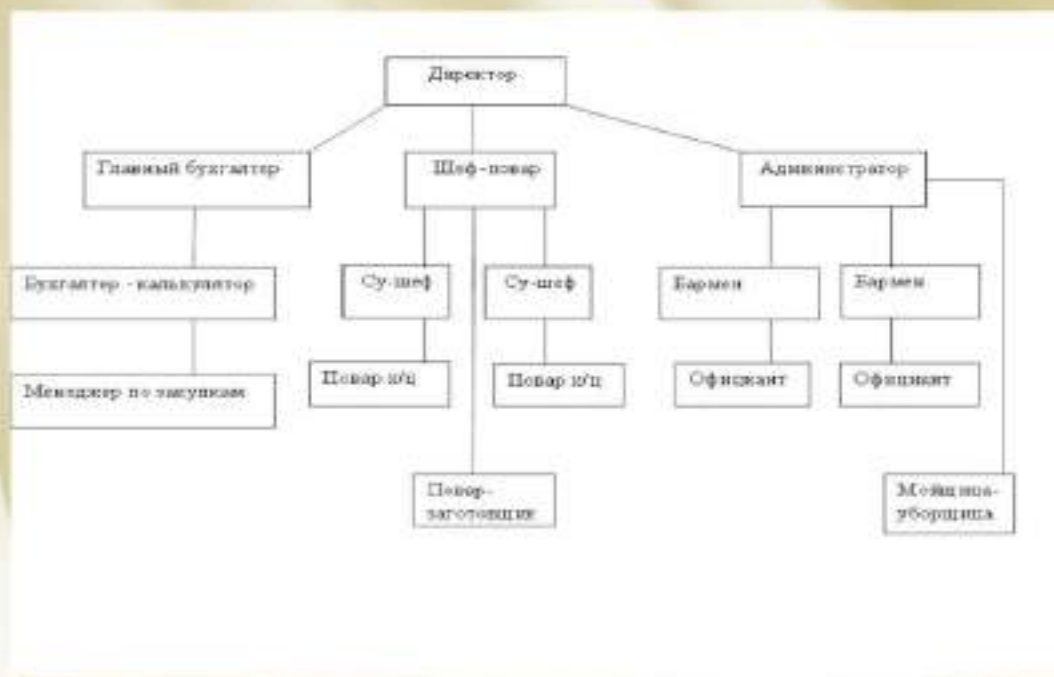 Директор
Главный бухгалтер
Шеф-повар
Администратор
Бухгалтер - калькулятор
Су-шеф
Су-шеф
Бармен
Бармен
Менеджер по закупкам
Повар х/ц
Повар х/ц
Официант
Официант
Повар-
заготовщик
Мойщица-
уборщица